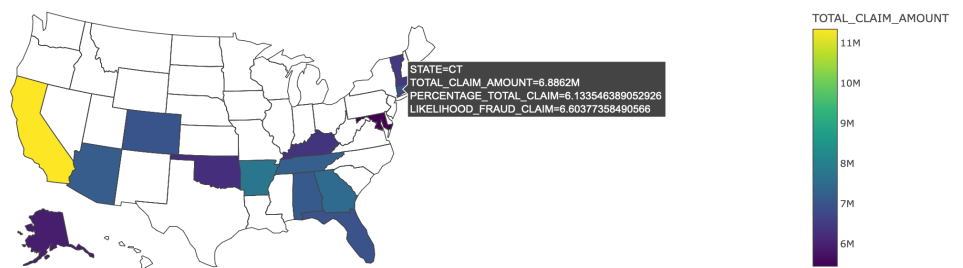 TOTAL_CLAIM_AMOUNT
11M
10M
9M
8M
7M
6M
STATE=CT
TOTAL_CLAIM_AMOUNT=6.8862M
PERCENTAGE_TOTAL_CLAIM=6.133546389052926
LIKELIHOOD_FRAUD_CLAIM=6.60377358490566